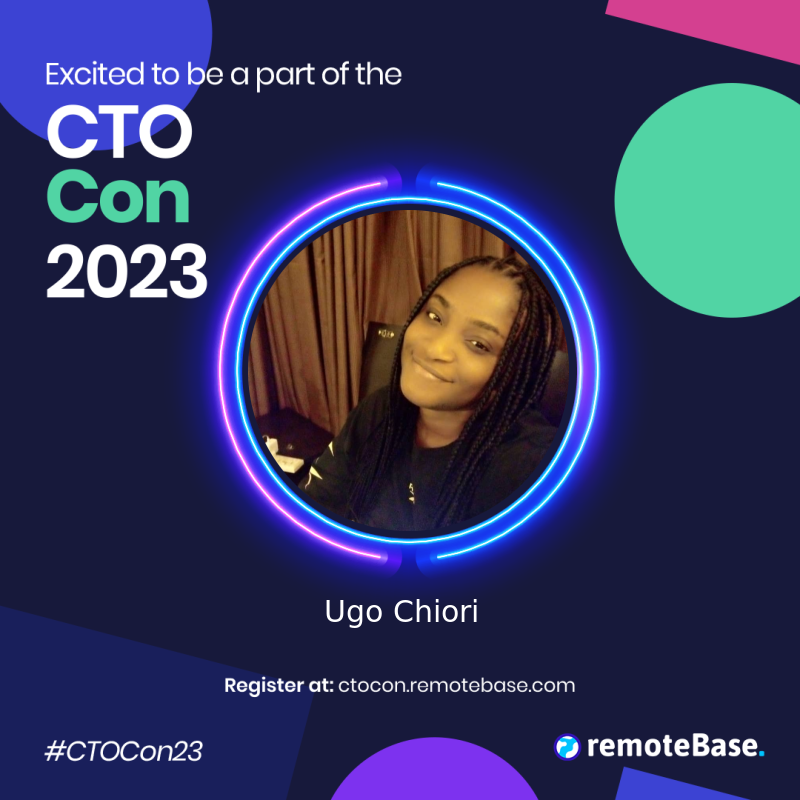 Excited to be a part of the
CTO
Con
2023
Ugo Chiori
Register at: ctocon.remotebase.com
#CTOCon23
remoteBase.